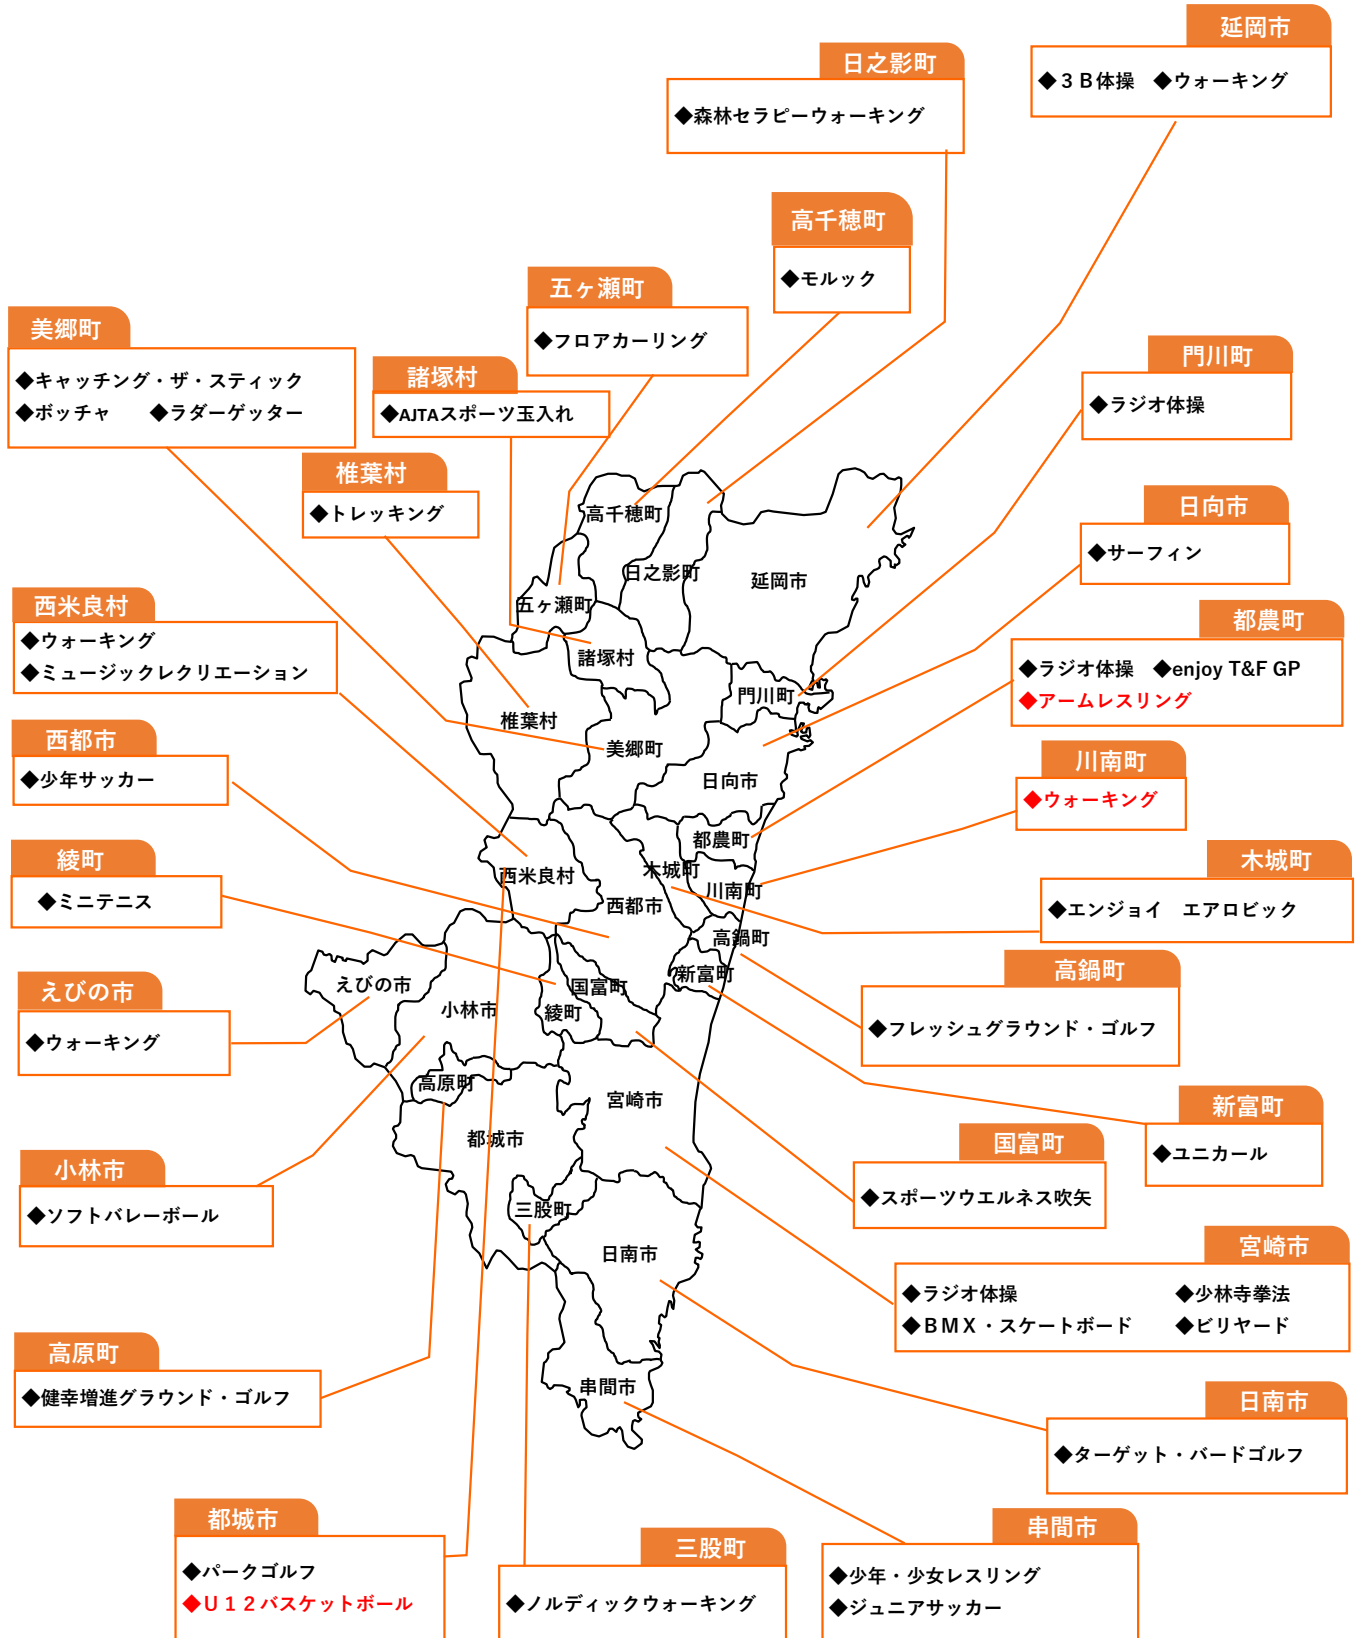 延岡市
◆３Ｂ体操　◆ウォーキング
日之影町
◆森林セラピーウォーキング
高千穂町
◆モルック
五ヶ瀬町
◆フロアカーリング
美郷町
◆キャッチング・ザ・スティック
◆ボッチャ　　◆ラダーゲッター
諸塚村
◆AJTAスポーツ玉入れ
門川町
◆ラジオ体操
椎葉村
◆トレッキング
日向市
◆サーフィン
西米良村
◆ウォーキング
◆ミュージックレクリエーション
都農町
◆ラジオ体操　◆enjoy T&F GP
◆アームレスリング
西都市
◆少年サッカー
川南町
◆ウォーキング
綾町
◆ミニテニス
木城町
◆エンジョイ　エアロビック
高鍋町
◆フレッシュグラウンド・ゴルフ
えびの市
◆ウォーキング
新富町
◆ユニカール
国富町
◆スポーツウエルネス吹矢
小林市
◆ソフトバレーボール
宮崎市
◆ラジオ体操　◆少林寺拳法
◆ＢＭＸ・スケートボード　◆ビリヤード
高原町
◆健幸増進グラウンド・ゴルフ
日南市
◆ターゲット・バードゴルフ
都城市
◆パークゴルフ
◆Ｕ１２バスケットボール
三股町
◆ノルディックウォーキング
串間市
◆少年・少女レスリング
◆ジュニアサッカー
高千穂町
日之影町
延岡市
五ヶ瀬町
諸塚村
門川町
椎葉村
美郷町
日向市
都農町
木城町
西米良村
川南町
西都市
高鍋町
新富町
えびの市
国富町
小林市
綾町
高原町
宮崎市
都城市
三股町
日南市
串間市